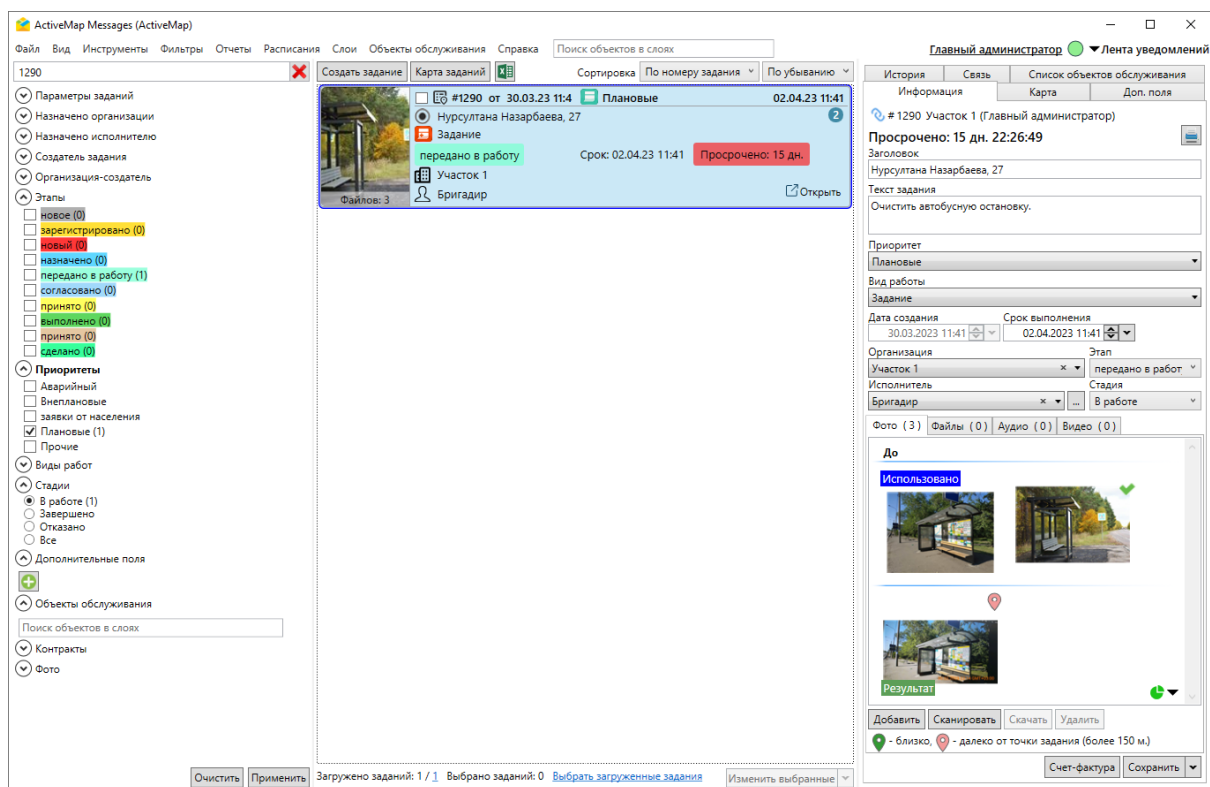 ActiveMap Messages (ActiveMap)
Файл Вид Инструменты Фильтры Отчеты Расписания Слои Объекты обслуживания Справка Поиск объектов в слоях Главный администратор Лента уведомлений
1290
Параметры заданий
Назначено организации
Назначено исполнителю
Создатель задания
Организация-создатель
Этапы
новое (0)
зарегистрировано (0)
новый (0)
назначено (0)
передано в работу (1)
согласовано (0)
принято (0)
выполнено (0)
принято (0)
сделано (0)
Приоритеты
Аварийный
Внеплановые
заявки от населения
Плановые (1)
Прочие
Виды работ
Стадии
В работе (1)
Завершено
Отказано
Все
Дополнительные поля
Объекты обслуживания
Поиск объектов в слоях
Контракты
Фото
Очистить Применить
Создать задание Карта заданий Сортировка По номеру задания По убыванию
#1290 от 30.03.23 11:4 Плановые 02.04.23 11:41
Нурсултана Назарбаева, 27 2
Задание
передано в работу Срок: 02.04.23 11:41 Просрочено: 15 дн.
Участок 1
Файлов: 3 Бригадир Открыть
Загружено заданий: 1 / 1 Выбрано заданий: 0 Выбрать загруженные задания Изменить выбранные
История Связь Список объектов обслуживания
Информация Карта Доп. поля
# 1290 Участок 1 (Главный администратор)
Просрочено: 15 дн. 22:26:49
Заголовок
Нурсултана Назарбаева, 27
Текст задания
Очистить автобусную остановку.
Приоритет
Плановые
Вид работы
Задание
Дата создания Срок выполнения
30.03.2023 11:41 02.04.2023 11:41
Организация Этап
Участок 1 передано в работ
Исполнитель Стадия
Бригадир ... В работе
Фото (3) Файлы (0) Аудио (0) Видео (0)
До
Использовано
Результат
Добавить Сканировать Скачать Удалить
- близко, - далеко от точки задания (более 150 м.)
Счет-фактура Сохранить